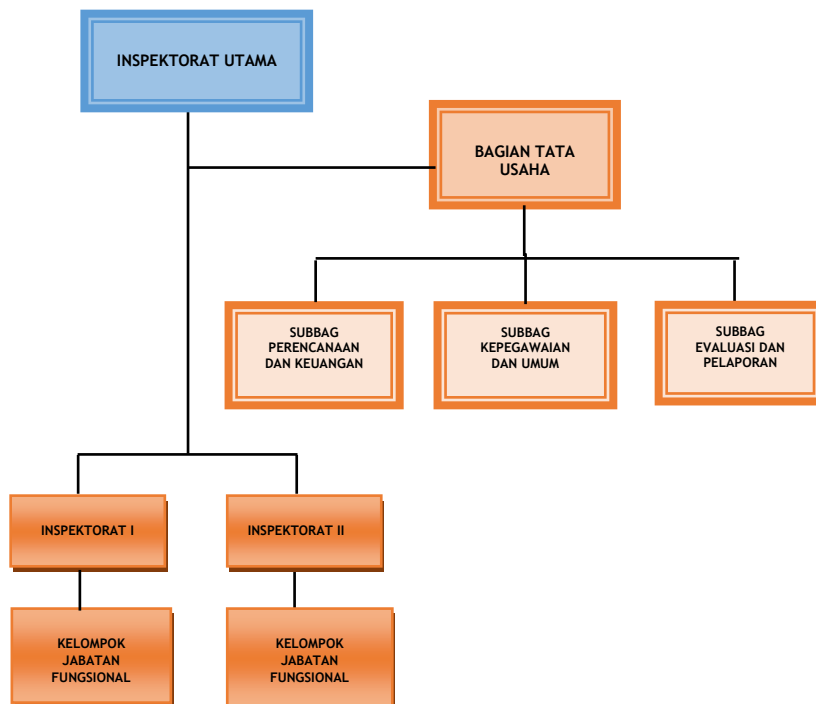 INSPEKTORAT UTAMA
BAGIAN TATA
USAHA
SUBBAG
PERENCANAAN
DAN KEUANGAN
SUBBAG
KEPEGAWAIAN
DAN UMUM
SUBBAG
EVALUASI DAN
PELAPORAN
INSPEKTORAT I
INSPEKTORAT II
KELOMPOK
JABATAN
FUNGSIONAL
KELOMPOK
JABATAN
FUNGSIONAL